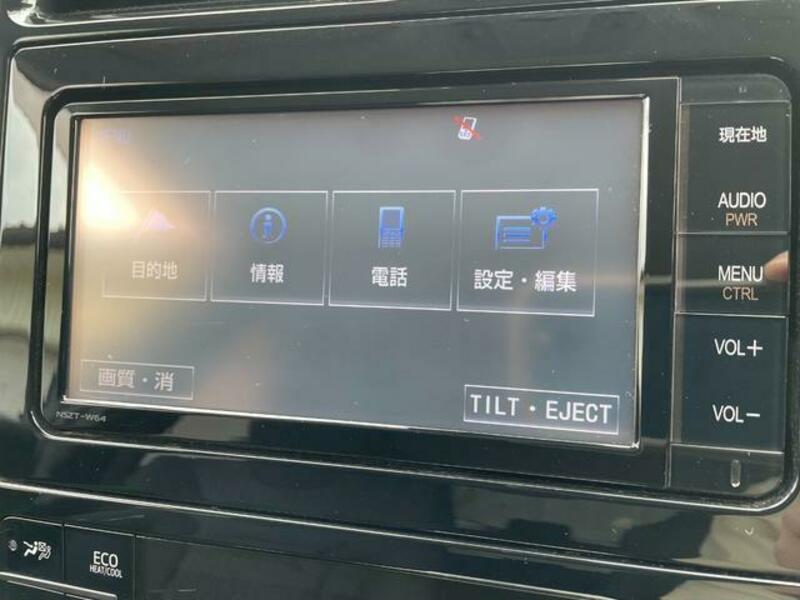 MENU
現在地
AUDIO
PWR
目的地
情報
電話
設定・編集
MENU
CTRL
VOL+
画質・消
TILT・EJECT
VOL−
NSZT-W64
ECO
HEAT/COOL